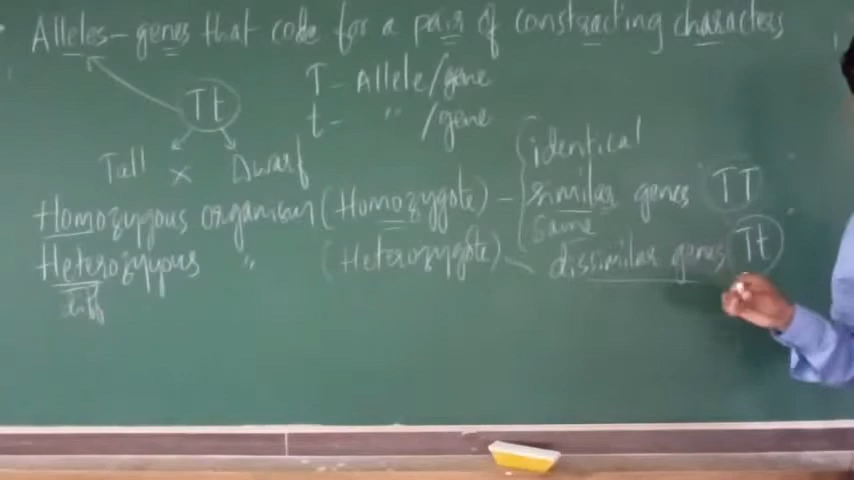 Alleles - genes that code for a pair of constracting characters
Tt
T - Allele/gene
t - " /gene
Tall x Dwarf
identical
Homozygous organism (Homozygote) - similar genes TT
same
Heterozygous " (Heterozygote) - dissimilar genes Tt
diff